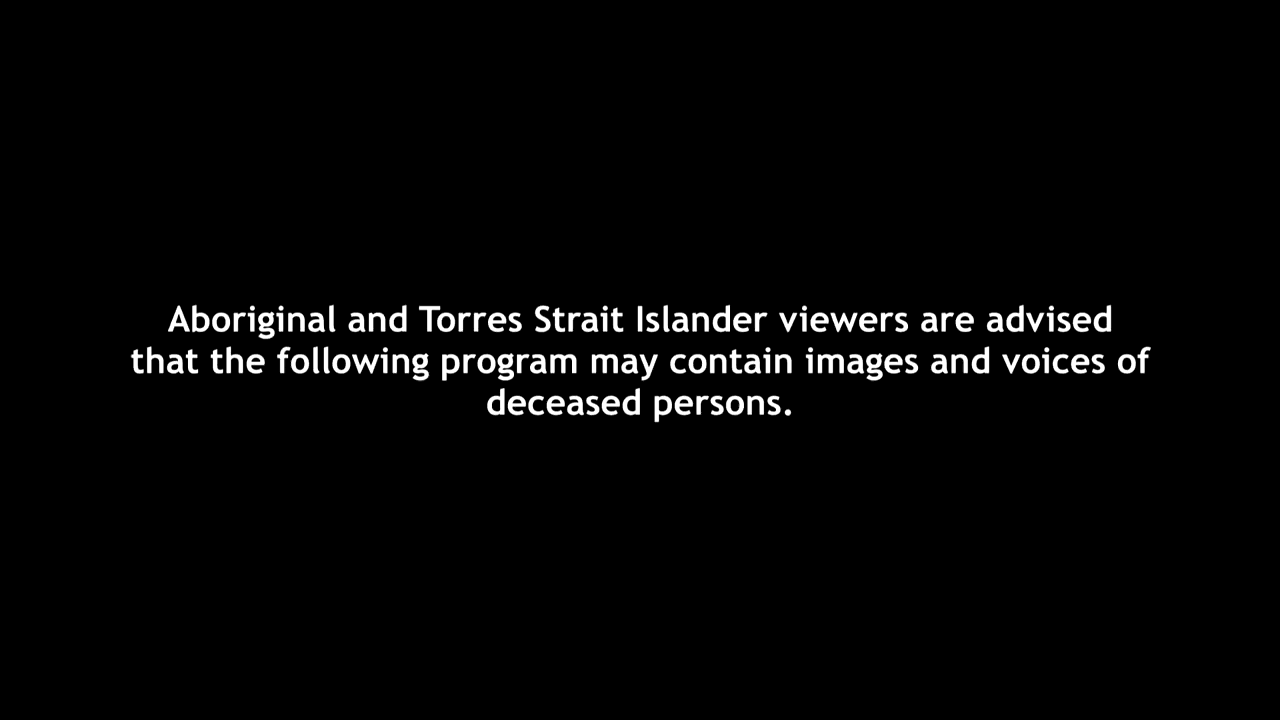 Aboriginal and Torres Strait Islander viewers are advised
that the following program may contain images and voices of
deceased persons.